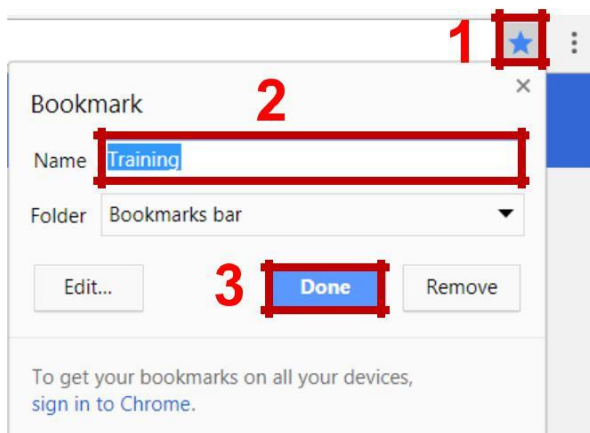 1
Bookmark
2
Name Training
Folder Bookmarks bar
3
Edit... Done Remove
To get your bookmarks on all your devices,
sign in to Chrome.